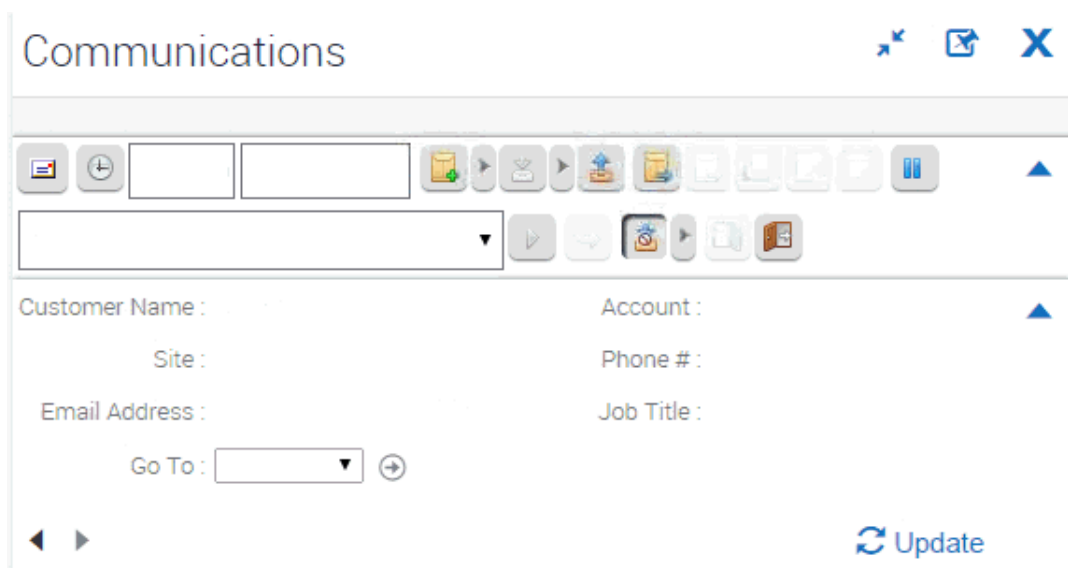 Communications
Customer Name :
Account :
Site :
Phone # :
Email Address :
Job Title :
Go To :
Update